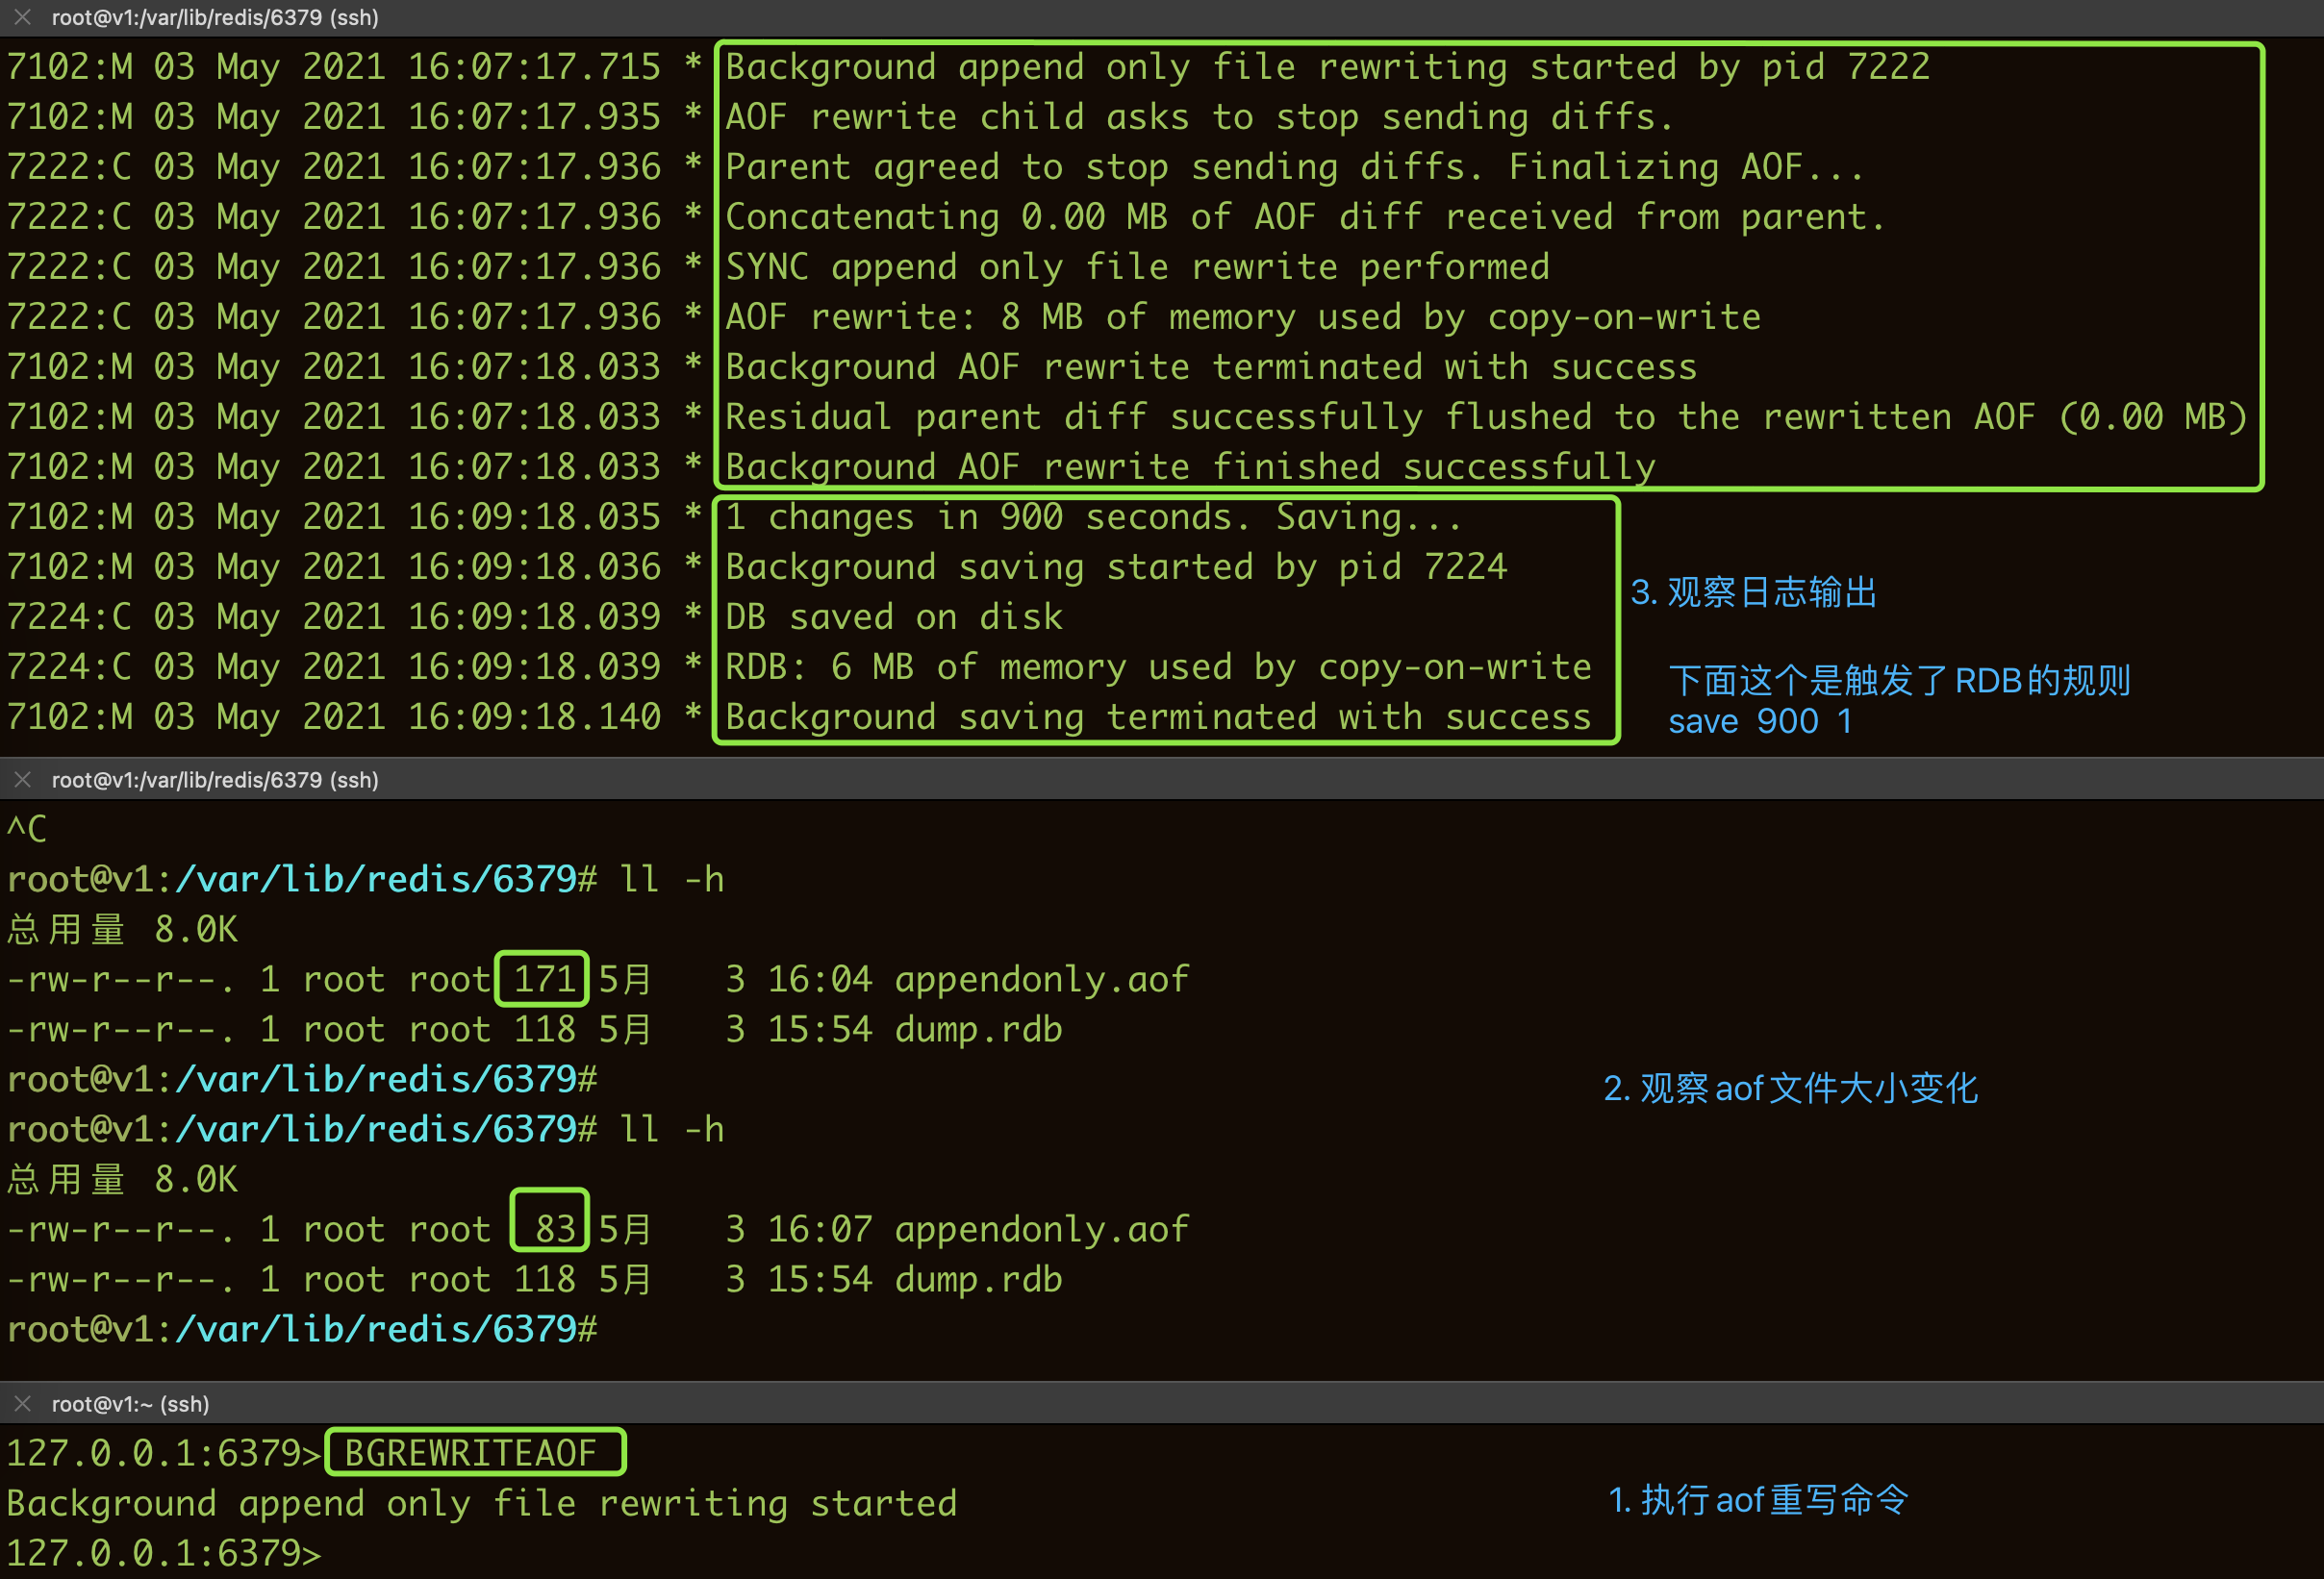 root@v1:/var/lib/redis/6379 (ssh)
7102:M 03 May 2021 16:07:17.715 * Background append only file rewriting started by pid 7222
7102:M 03 May 2021 16:07:17.935 * AOF rewrite child asks to stop sending diffs.
7222:C 03 May 2021 16:07:17.936 * Parent agreed to stop sending diffs. Finalizing AOF...
7222:C 03 May 2021 16:07:17.936 * Concatenating 0.00 MB of AOF diff received from parent.
7222:C 03 May 2021 16:07:17.936 * SYNC append only file rewrite performed
7222:C 03 May 2021 16:07:17.936 * AOF rewrite: 8 MB of memory used by copy-on-write
7102:M 03 May 2021 16:07:18.033 * Background AOF rewrite terminated with success
7102:M 03 May 2021 16:07:18.033 * Residual parent diff successfully flushed to the rewritten AOF (0.00 MB)
7102:M 03 May 2021 16:07:18.033 * Background AOF rewrite finished successfully
7102:M 03 May 2021 16:09:18.035 * 1 changes in 900 seconds. Saving...
7102:M 03 May 2021 16:09:18.036 * Background saving started by pid 7224
7224:C 03 May 2021 16:09:18.039 * DB saved on disk
7224:C 03 May 2021 16:09:18.039 * RDB: 6 MB of memory used by copy-on-write
7102:M 03 May 2021 16:09:18.140 * Background saving terminated with success
3. 观察日志输出
下面这个是触发了RDB的规则
save 900 1
root@v1:/var/lib/redis/6379 (ssh)
^C
root@v1:/var/lib/redis/6379# ll -h
总用量 8.0K
-rw-r--r--. 1 root root 171 5月 3 16:04 appendonly.aof
-rw-r--r--. 1 root root 118 5月 3 15:54 dump.rdb
root@v1:/var/lib/redis/6379#
root@v1:/var/lib/redis/6379# ll -h
总用量 8.0K
-rw-r--r--. 1 root root 83 5月 3 16:07 appendonly.aof
-rw-r--r--. 1 root root 118 5月 3 15:54 dump.rdb
root@v1:/var/lib/redis/6379#
2. 观察aof文件大小变化
root@v1:~ (ssh)
127.0.0.1:6379> BGREWRITEAOF
Background append only file rewriting started
127.0.0.1:6379>
1. 执行aof重写命令